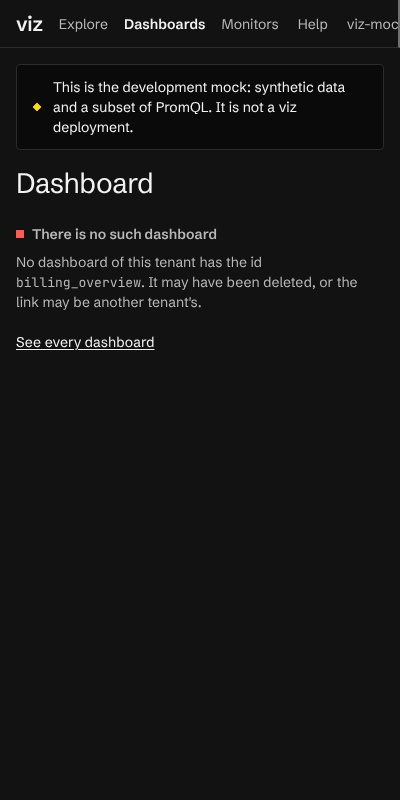 viz Explore Dashboards Monitors Help viz-moc
This is the development mock: synthetic data
and a subset of PromQL. It is not a viz
deployment.
Dashboard
There is no such dashboard
No dashboard of this tenant has the id
billing_overview. It may have been deleted, or the
link may be another tenant's.
See every dashboard